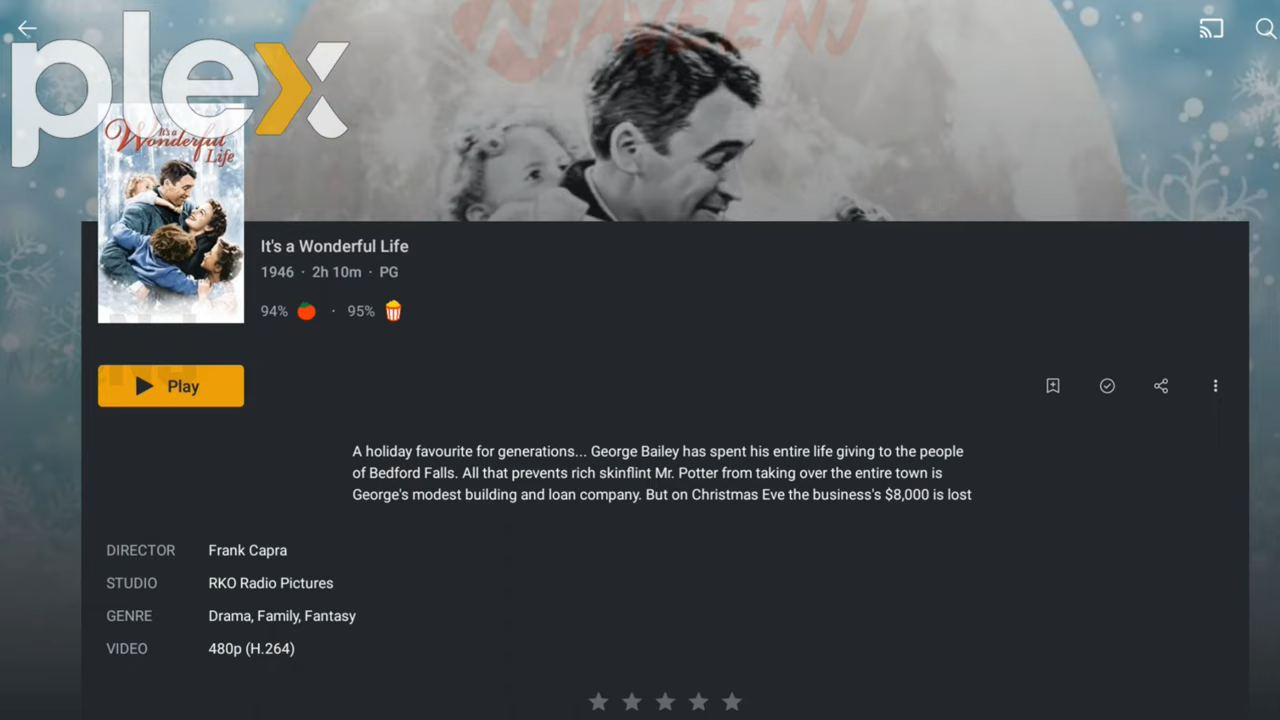 NAVEENJ
plex
It's a
Wonderful
Life
It's a Wonderful Life
1946 · 2h 10m · PG
94% · 95%
Play
A holiday favourite for generations... George Bailey has spent his entire life giving to the people
of Bedford Falls. All that prevents rich skinflint Mr. Potter from taking over the entire town is
George's modest building and loan company. But on Christmas Eve the business's $8,000 is lost
DIRECTOR Frank Capra
STUDIO RKO Radio Pictures
GENRE Drama, Family, Fantasy
VIDEO 480p (H.264)